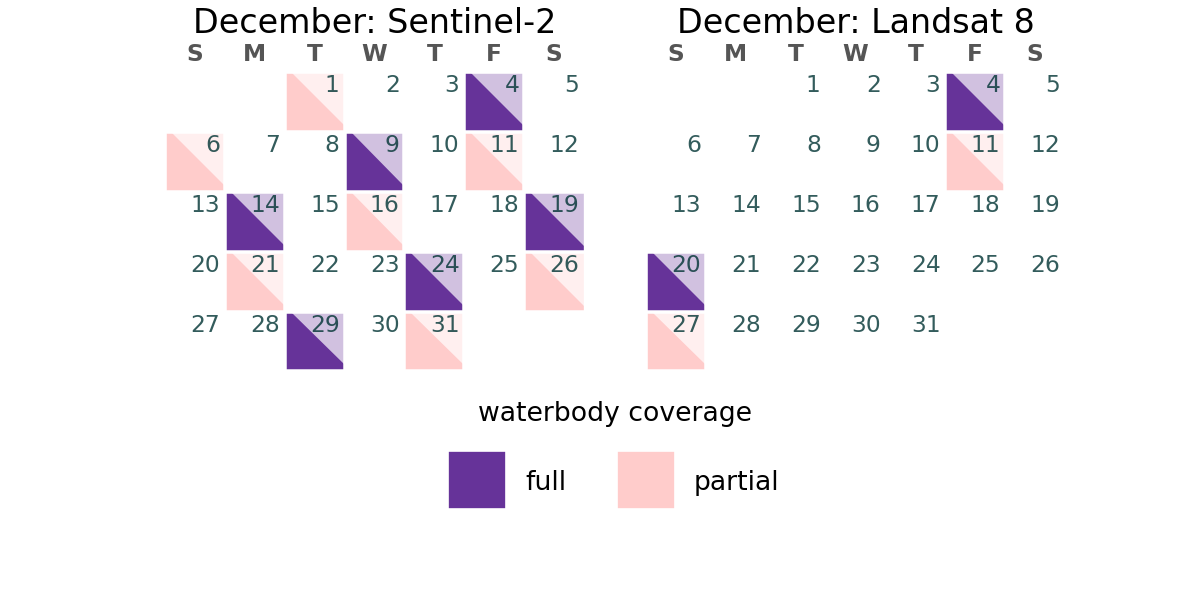 December: Sentinel-2
S M T W T F S
1 2 3 4 5
6 7 8 9 10 11 12
13 14 15 16 17 18 19
20 21 22 23 24 25 26
27 28 29 30 31
December: Landsat 8
S M T W T F S
1 2 3 4 5
6 7 8 9 10 11 12
13 14 15 16 17 18 19
20 21 22 23 24 25 26
27 28 29 30 31
waterbody coverage
full partial